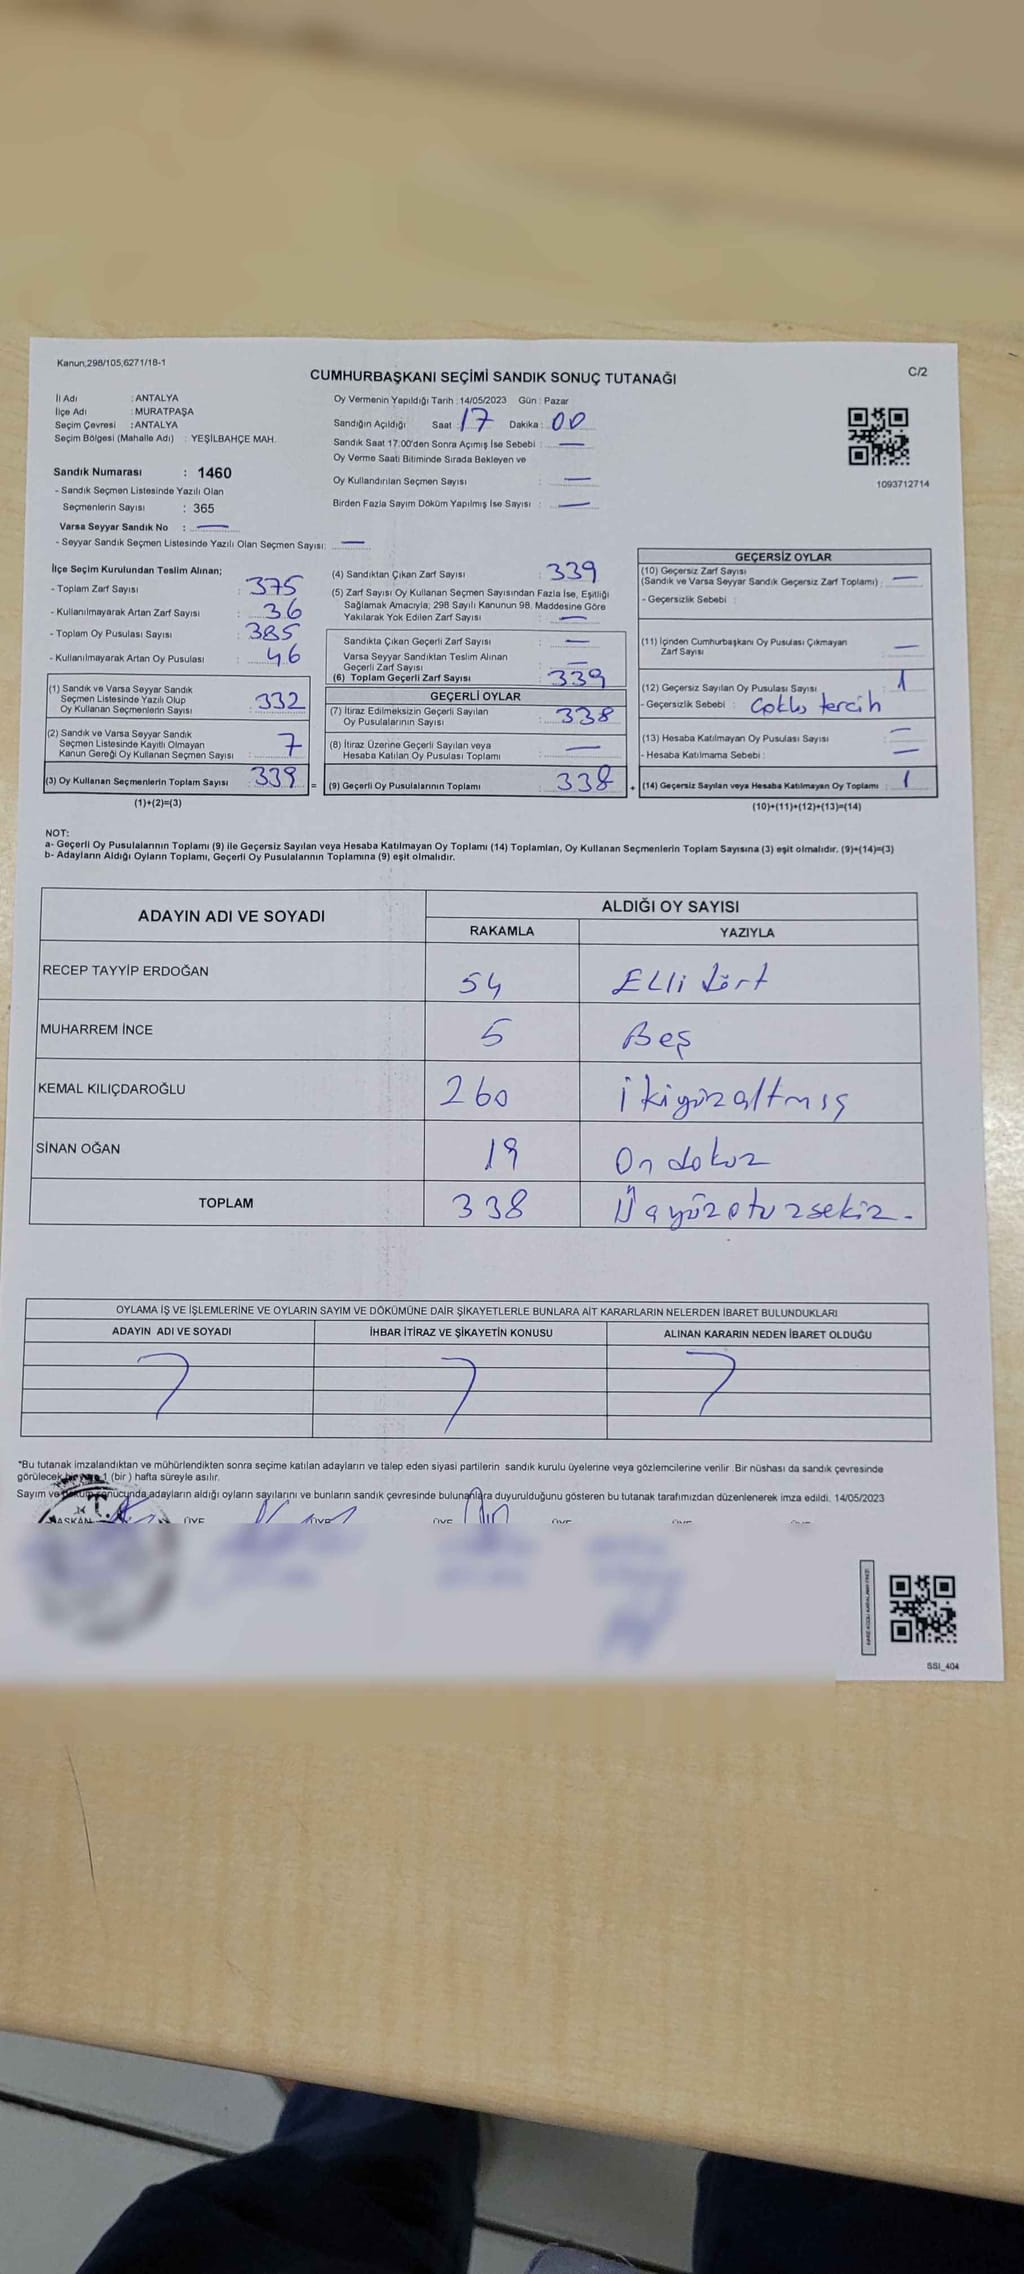 Kanun,298/105,6271/18-1
C/2
CUMHURBAŞKANI SEÇİMİ SANDIK SONUÇ TUTANAĞI
İl Adı : ANTALYA
İlçe Adı : MURATPAŞA
Seçim Çevresi : ANTALYA
Seçim Bölgesi (Mahalle Adı) : YEŞİLBAHÇE MAH.
Sandık Numarası : 1460
- Sandık Seçmen Listesinde Yazılı Olan
Seçmenlerin Sayısı : 365
Varsa Seyyar Sandık No : —
- Seyyar Sandık Seçmen Listesinde Yazılı Olan Seçmen Sayısı: —
Oy Vermenin Yapıldığı Tarih :14/05/2023 Gün : Pazar
Sandığın Açıldığı Saat : 17 Dakika : 00
Sandık Saat 17.00'den Sonra Açımış İse Sebebi : —
Oy Verme Saati Bitiminde Sırada Bekleyen ve
Oy Kullandırılan Seçmen Sayısı : —
Birden Fazla Sayım Döküm Yapılmış İse Sayısı : —
1093712714
İlçe Seçim Kurulundan Teslim Alınan;
- Toplam Zarf Sayısı : 375
- Kullanılmayarak Artan Zarf Sayısı : 36
- Toplam Oy Pusulası Sayısı : 385
- Kullanılmayarak Artan Oy Pusulası : 46
(1) Sandık ve Varsa Seyyar Sandık
Seçmen Listesinde Yazılı Olup
Oy Kullanan Seçmenlerin Sayısı : 332
(2) Sandık ve Varsa Seyyar Sandık
Seçmen Listesinde Kayıtlı Olmayan
Kanun Gereği Oy Kullanan Seçmen Sayısı : 7
(3) Oy Kullanan Seçmenlerin Toplam Sayısı : 339 =
(1)+(2)=(3)
(4) Sandıktan Çıkan Zarf Sayısı : 339
(5) Zarf Sayısı Oy Kullanan Seçmen Sayısından Fazla İse, Eşitliği
Sağlamak Amacıyla; 298 Sayılı Kanunun 98. Maddesine Göre
Yakılarak Yok Edilen Zarf Sayısı : —
Sandıkta Çıkan Geçerli Zarf Sayısı : —
Varsa Seyyar Sandıktan Teslim Alınan
Geçerli Zarf Sayısı : —
(6) Toplam Geçerli Zarf Sayısı : 339
GEÇERLİ OYLAR
(7) İtiraz Edilmeksizin Geçerli Sayılan
Oy Pusulalarının Sayısı : 338
(8) İtiraz Üzerine Geçerli Sayılan veya
Hesaba Katılan Oy Pusulası Toplamı : —
(9) Geçerli Oy Pusulalarının Toplamı : 338 +
GEÇERSİZ OYLAR
(10) Geçersiz Zarf Sayısı
(Sandık ve Varsa Seyyar Sandık Geçersiz Zarf Toplamı) : —
- Geçersizlik Sebebi :
(11) İçinden Cumhurbaşkanı Oy Pusulası Çıkmayan
Zarf Sayısı : —
(12) Geçersiz Sayılan Oy Pusulası Sayısı : 1
- Geçersizlik Sebebi : Çoklu tercih
(13) Hesaba Katılmayan Oy Pusulası Sayısı : —
- Hesaba Katılmama Sebebi : —
(14) Geçersiz Sayılan veya Hesaba Katılmayan Oy Toplamı : 1
(10)+(11)+(12)+(13)=(14)
NOT:
a- Geçerli Oy Pusulalarının Toplamı (9) ile Geçersiz Sayılan veya Hesaba Katılmayan Oy Toplamı (14) Toplamları, Oy Kullanan Seçmenlerin Toplam Sayısına (3) eşit olmalıdır. (9)+(14)=(3)
b- Adayların Aldığı Oyların Toplamı, Geçerli Oy Pusulalarının Toplamına (9) eşit olmalıdır.
ADAYIN ADI VE SOYADI
ALDIĞI OY SAYISI
RAKAMLA YAZIYLA
RECEP TAYYİP ERDOĞAN 54 Elli dört
MUHARREM İNCE 5 Beş
KEMAL KILIÇDAROĞLU 260 İkiyüzaltmış
SİNAN OĞAN 19 On dokuz
TOPLAM 338 Üçyüzotuzsekiz.
OYLAMA İŞ VE İŞLEMLERİNE VE OYLARIN SAYIM VE DÖKÜMÜNE DAİR ŞİKAYETLERLE BUNLARA AİT KARARLARIN NELERDEN İBARET BULUNDUKLARI
ADAYIN ADI VE SOYADI İHBAR İTİRAZ VE ŞİKAYETİN KONUSU ALINAN KARARIN NEDEN İBARET OLDUĞU
*Bu tutanak imzalandıktan ve mühürlendikten sonra seçime katılan adayların ve talep eden siyasi partilerin sandık kurulu üyelerine veya gözlemcilerine verilir. Bir nüshası da sandık çevresinde
görülecek bir yere 1 (bir ) hafta süreyle asılır.
Sayım ve döküm sonucunda,adayların aldığı oyların sayılarını ve bunların sandık çevresinde bulunanlara duyurulduğunu gösteren bu tutanak tarafımızdan düzenlenerek imza edildi. 14/05/2023
BAŞKAN ÜYE ÜYE ÜYE ÜYE ÜYE
SSİ_404